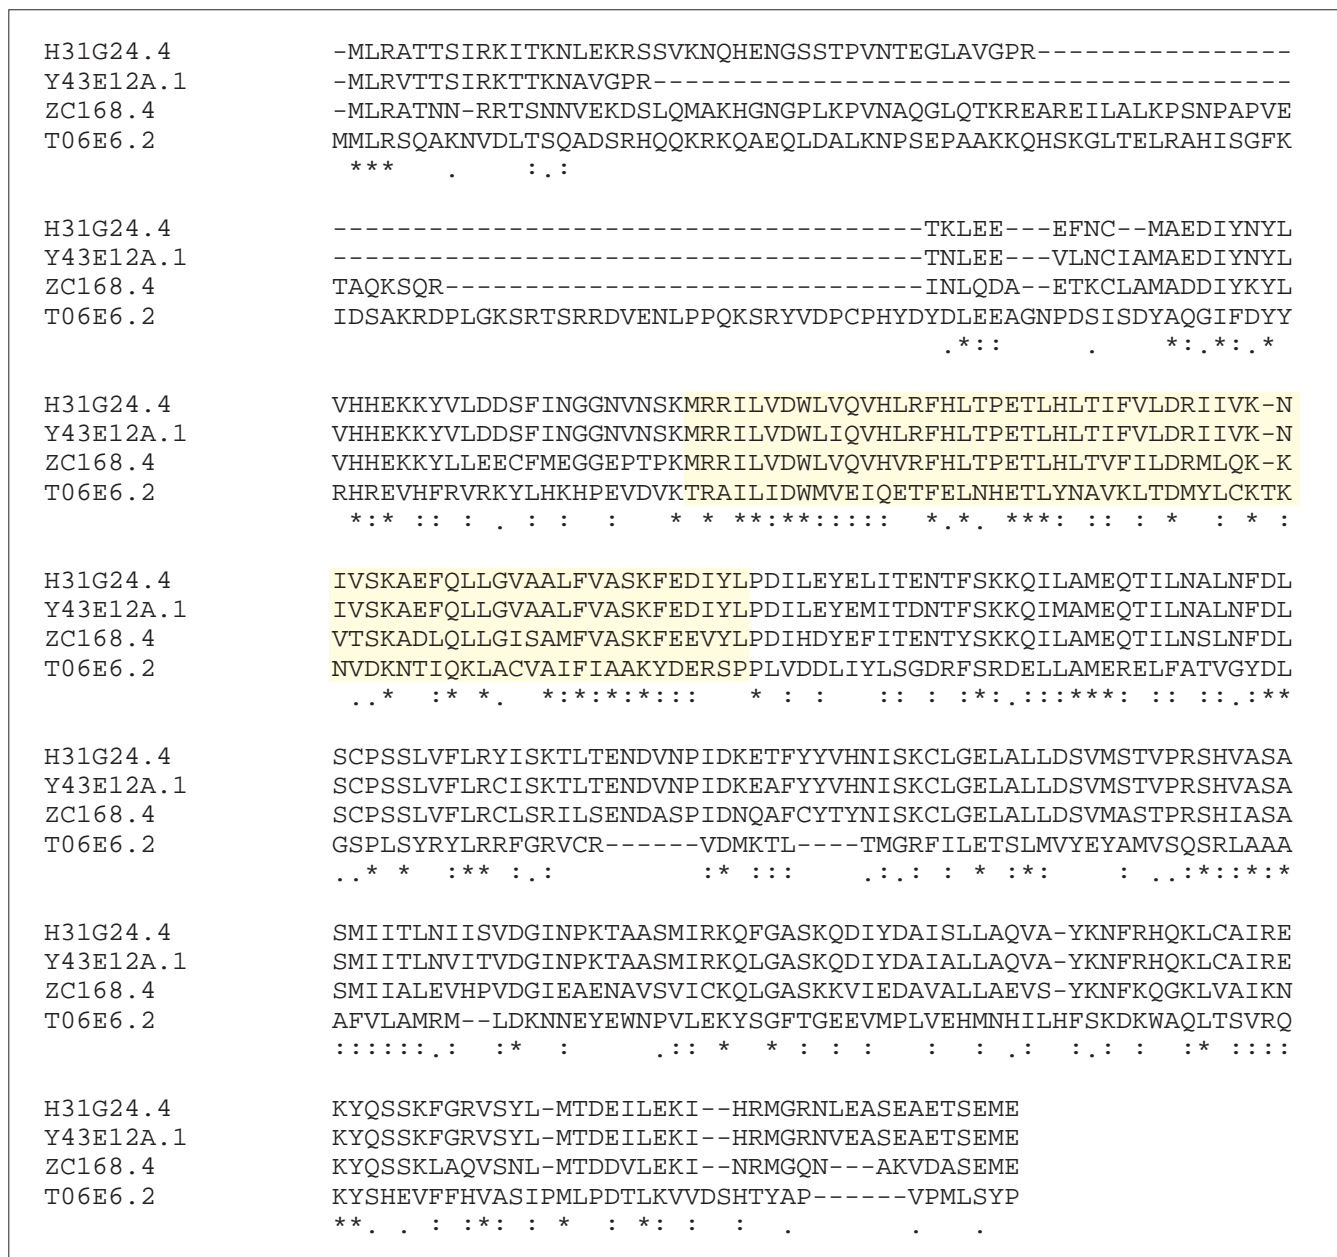 H31G24.4 -MLRATTSIRKITKNLEKRSSVKNQHENGSSTPVNTEGLAVGPR----------------
Y43E12A.1 -MLRVTTSIRKTTKNAVGPR----------------------------------------
ZC168.4 -MLRATNN-RRTSNNVEKDSLQMAKHGNGPLKPVNAQGLQTKREAREILALKPSNPAPVE
T06E6.2 MMLRSQAKNVDLTSQADSRHQQKRKQAEQLDALKNPSEPAAKKQHSKGLTELRAHISGFK
*** . :.:
H31G24.4 -------------------------------------TKLEE---EFNC--MAEDIYNYL
Y43E12A.1 -------------------------------------TNLEE---VLNCIAMAEDIYNYL
ZC168.4 TAQKSQR------------------------------INLQDA--ETKCLAMADDIYKYL
T06E6.2 IDSAKRDPLGKSRTSRRDVENLPPQKSRYVDPCPHYDYDLEEAGNPDSISDYAQGIFDYY
.*:: . *:.*:.*
H31G24.4 VHHEKKYVLDDSFINGGNVNSKMRRILVDWLVQVHLRFHLTPETLHLTIFVLDRIIVK-N
Y43E12A.1 VHHEKKYVLDDSFINGGNVNSKMRRILVDWLIQVHLRFHLTPETLHLTIFVLDRIIVK-N
ZC168.4 VHHEKKYLLEECFMEGGEPTPKMRRILVDWLVQVHVRFHLTPETLHLTVFILDRMLQK-K
T06E6.2 RHREVHFRVRKYLHKHPEVDVKTRAILIDWMVEIQETFELNHETLYNAVKLTDMYLCKTK
*:* :: : . : : : * * **:**::::: *.*. ***: :: : * : * :
H31G24.4 IVSKAEFQLLGVAALFVASKFEDIYLPDILEYELITENTFSKKQILAMEQTILNALNFDL
Y43E12A.1 IVSKAEFQLLGVAALFVASKFEDIYLPDILEYEMITDNTFSKKQIMAMEQTILNALNFDL
ZC168.4 VTSKADLQLLGISAMFVASKFEEVYLPDIHDYEFITENTYSKKQILAMEQTILNSLNFDL
T06E6.2 NVDKNTIQKLACVAIFIAAKYDERSPPLVDDLIYLSGDRFSRDELLAMERELFATVGYDL
..* :* *. *:*:*:*::: * : : :: : :*:.:::***: :: ::.:**
H31G24.4 SCPSSLVFLRYISKTLTENDVNPIDKETFYYVHNISKCLGELALLDSVMSTVPRSHVASA
Y43E12A.1 SCPSSLVFLRCISKTLTENDVNPIDKEAFYYVHNISKCLGELALLDSVMSTVPRSHVASA
ZC168.4 SCPSSLVFLRCLSRILSENDASPIDNQAFCYTYNISKCLGELALLDSVMASTPRSHIASA
T06E6.2 GSPLSYRYLRRFGRVCR------VDMKTL----TMGRFILETSLMVYEYAMVSQSRLAAA
..* * :** :.: :* ::: .:.: : * :*: : ..:*::*:*
H31G24.4 SMIITLNIISVDGINPKTAASMIRKQFGASKQDIYDAISLLAQVA-YKNFRHQKLCAIRE
Y43E12A.1 SMIITLNVITVDGINPKTAASMIRKQLGASKQDIYDAIALLAQVA-YKNFRHQKLCAIRE
ZC168.4 SMIIALEVHPVDGIEAENAVSVICKQLGASKKVIEDAVALLAEVS-YKNFKQGKLVAIKN
T06E6.2 AFVLAMRM--LDKNNEYEWNPVLEKYSGFTGEEVMPLVEHMNHILHFSKDKWAQLTSVRQ
::::::.: :* : .:: * * : : : : : .: :.: : :* ::::
H31G24.4 KYQSSKFGRVSYL-MTDEILEKI--HRMGRNLEASEAETSEME
Y43E12A.1 KYQSSKFGRVSYL-MTDEILEKI--HRMGRNVEASEAETSEME
ZC168.4 KYQSSKLAQVSNL-MTDDVLEKI--NRMGQN---AKVDASEME
T06E6.2 KYSHEVFFHVASIPMLPDTLKVVDSHTYAP------VPMLSYP
**. . : :*: : * : *: : : . . .